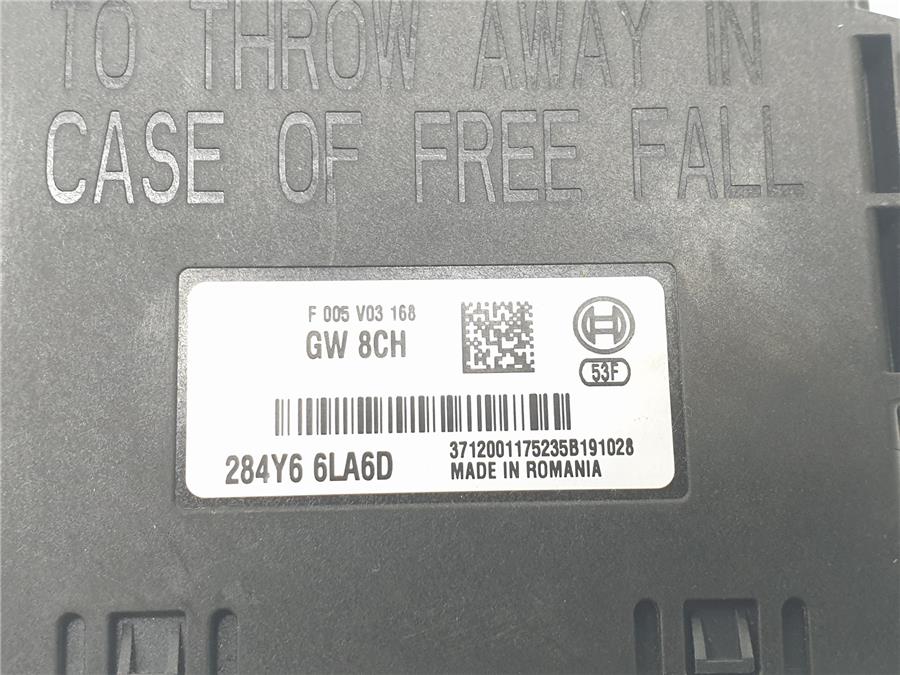 TO THROW AWAY IN
CASE OF FREE FALL
F 005 V03 168
GW 8CH
53F
284Y6 6LA6D
3712001175235B191028
MADE IN ROMANIA